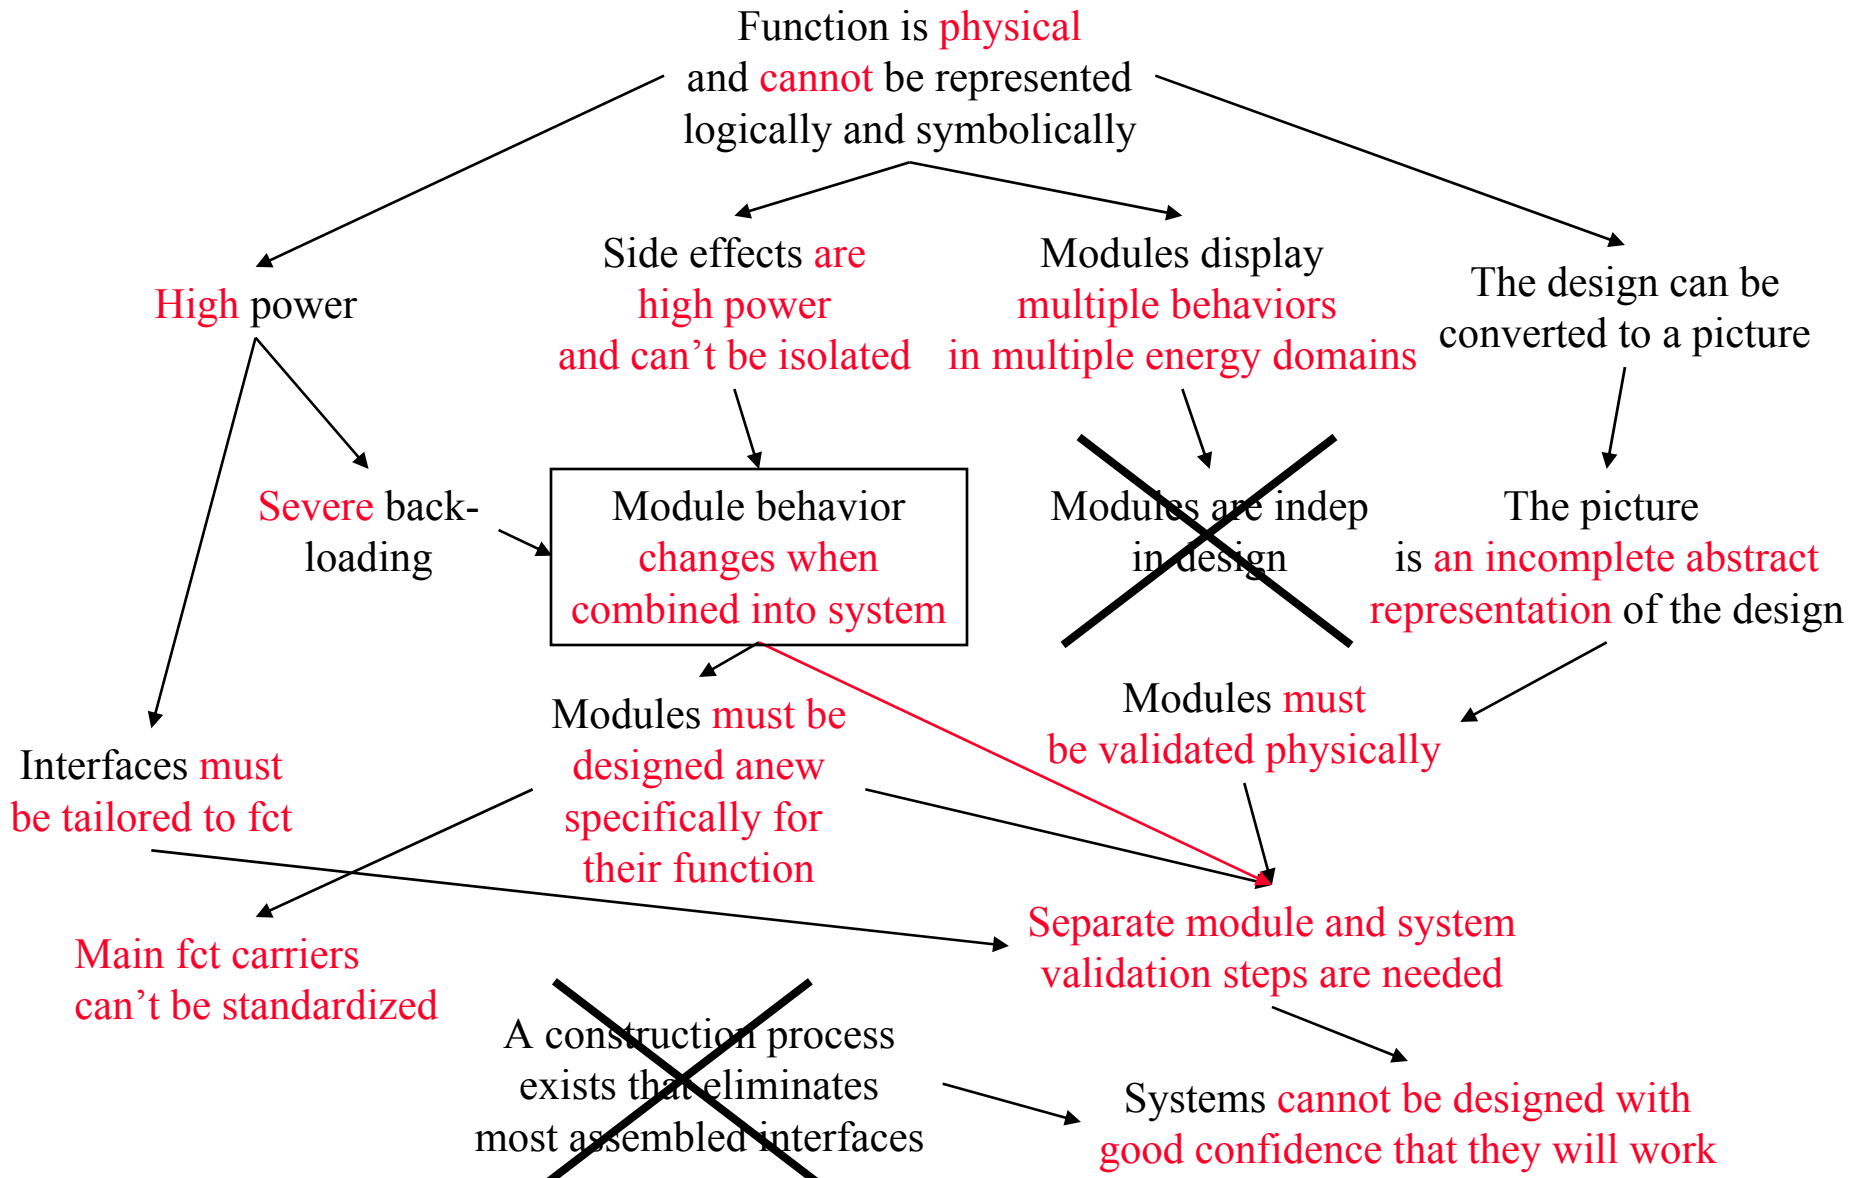 Function is physical
and cannot be represented
logically and symbolically
High power
Side effects are
high power
and can’t be isolated
Modules display
multiple behaviors
in multiple energy domains
The design can be
converted to a picture
Severe back-
loading
Module behavior
changes when
combined into system
Modules are indep
in design
The picture
is an incomplete abstract
representation of the design
Interfaces must
be tailored to fct
Modules must be
designed anew
specifically for
their function
Modules must
be validated physically
Main fct carriers
can’t be standardized
Separate module and system
validation steps are needed
A construction process
exists that eliminates
most assembled interfaces
Systems cannot be designed with
good confidence that they will work